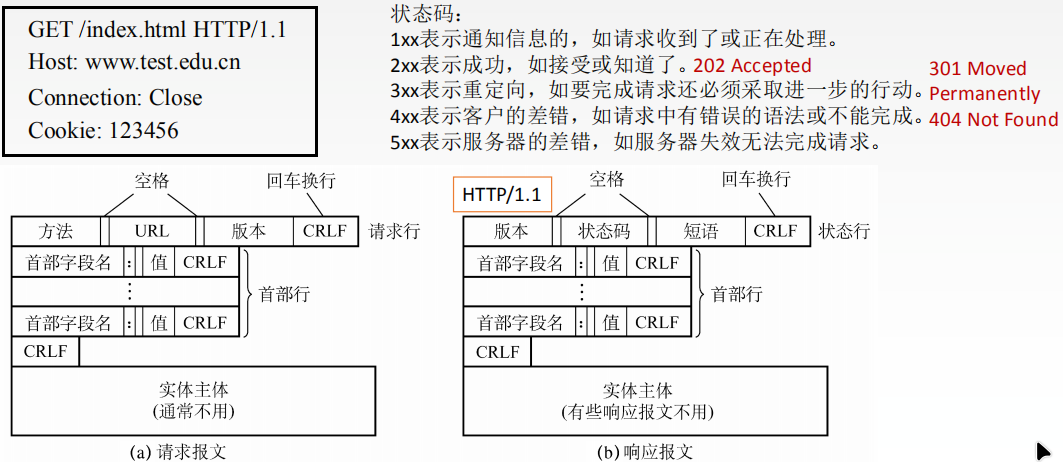 GET /index.html HTTP/1.1
Host: www.test.edu.cn
Connection: Close
Cookie: 123456
状态码：
1xx表示通知信息的，如请求收到了或正在处理。
2xx表示成功，如接受或知道了。202 Accepted
3xx表示重定向，如要完成请求还必须采取进一步的行动。
301 Moved Permanently
4xx表示客户的差错，如请求中有错误的语法或不能完成。
404 Not Found
5xx表示服务器的差错，如服务器失效无法完成请求。
空格 回车换行
方法 URL 版本 CRLF 请求行
首部字段名 : 值 CRLF
⋮ 首部行
首部字段名 : 值 CRLF
CRLF
实体主体
(通常不用)
(a) 请求报文
HTTP/1.1 空格 回车换行
版本 状态码 短语 CRLF 状态行
首部字段名 : 值 CRLF
⋮ 首部行
首部字段名 : 值 CRLF
CRLF
实体主体
(有些响应报文不用)
(b) 响应报文